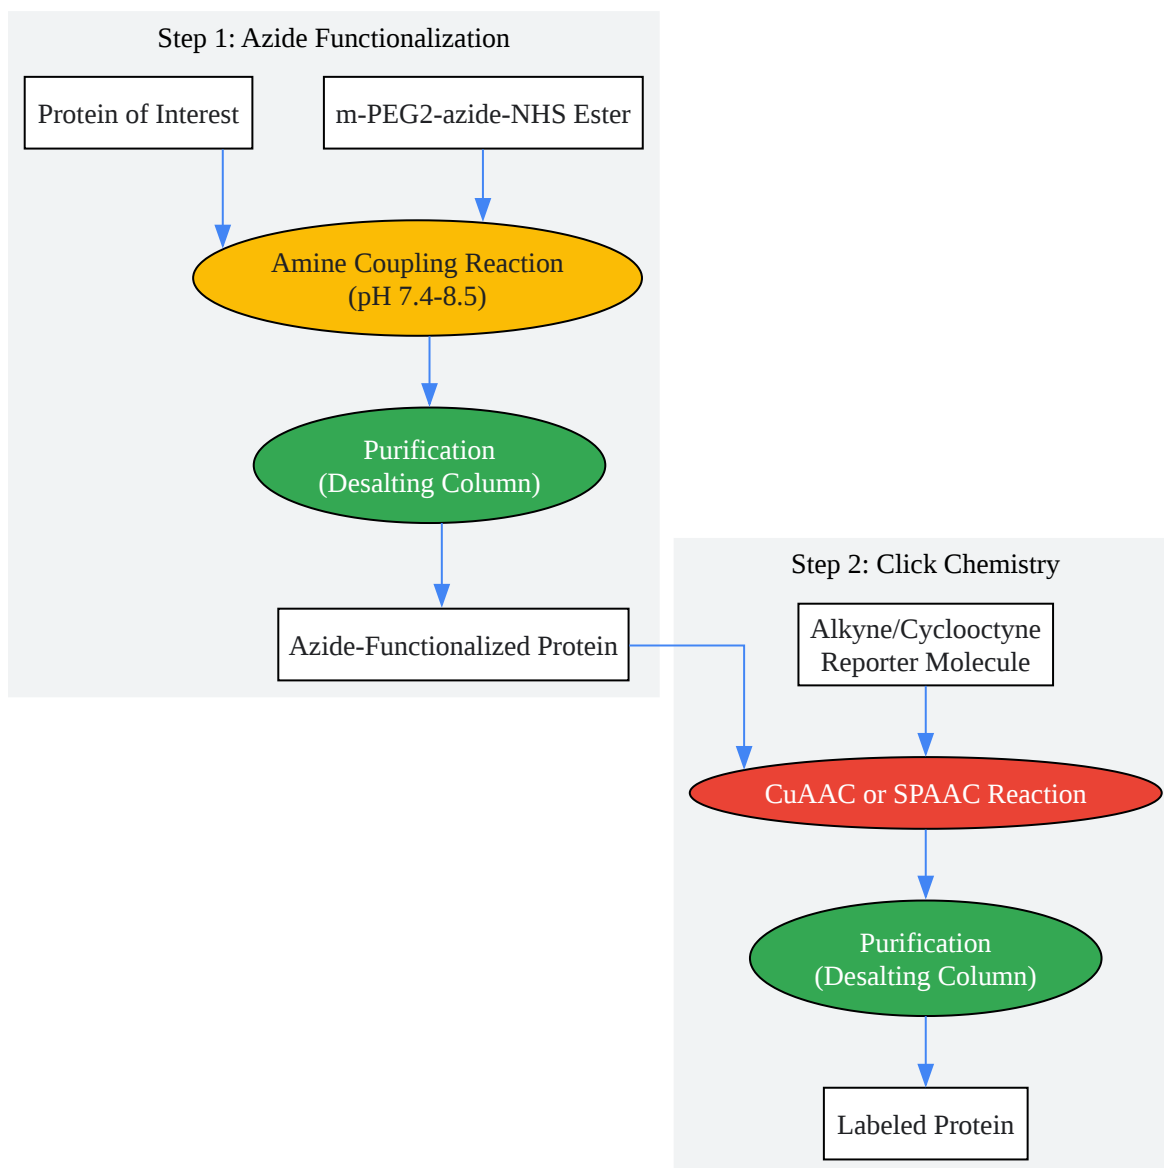 Step 1: Azide Functionalization
Protein of Interest
m-PEG2-azide-NHS Ester
Amine Coupling Reaction
(pH 7.4-8.5)
Purification
(Desalting Column)
Azide-Functionalized Protein
Step 2: Click Chemistry
Alkyne/Cyclooctyne
Reporter Molecule
CuAAC or SPAAC Reaction
Purification
(Desalting Column)
Labeled Protein